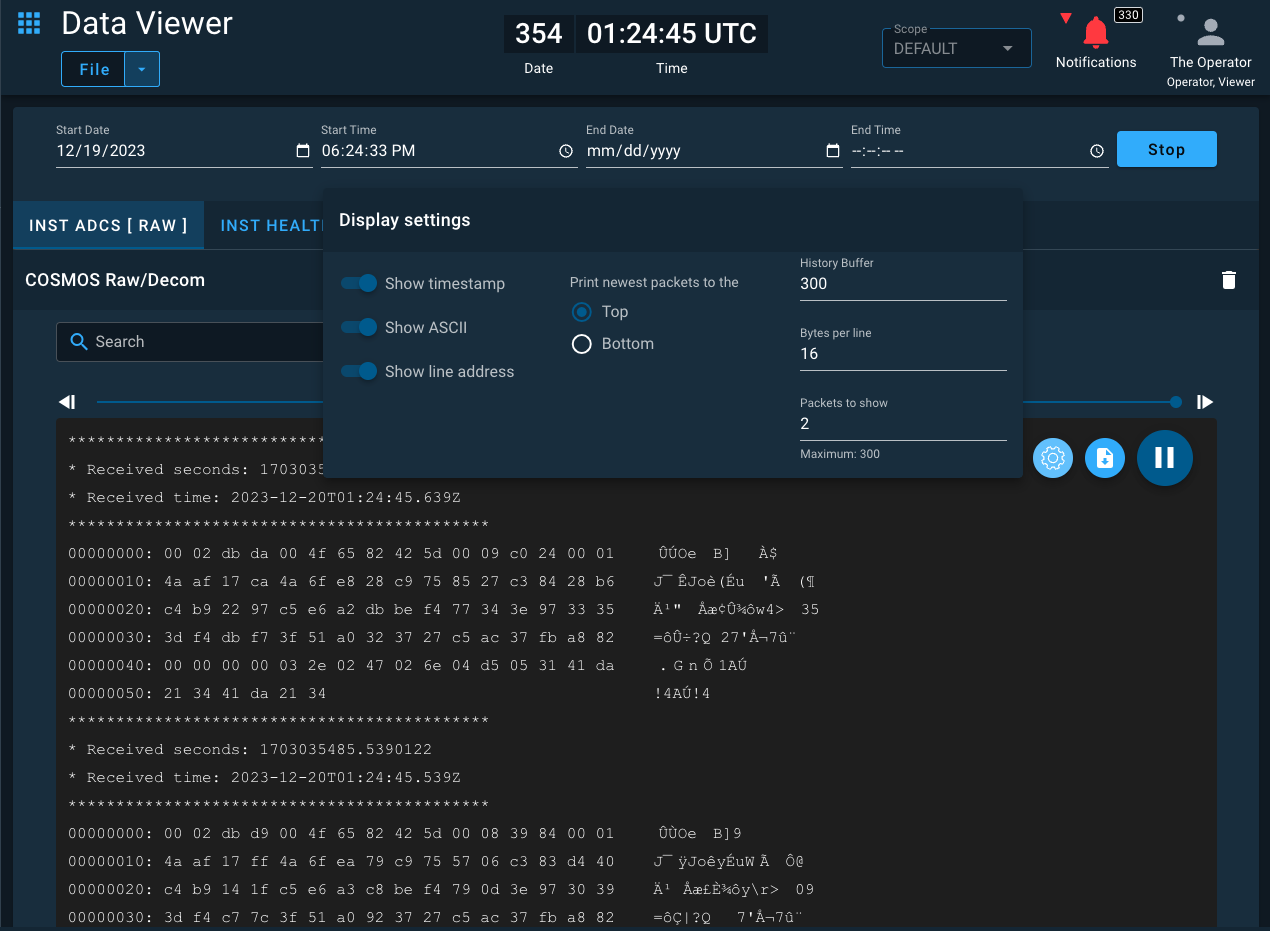 Data Viewer
File
354 01:24:45 UTC
Date Time
Scope
DEFAULT
330
Notifications
The Operator
Operator, Viewer
Start Date Start Time End Date End Time
12/19/2023 06:24:33 PM mm/dd/yyyy --:--:-- --
Stop
INST ADCS [ RAW ] INST HEALT
Display settings
COSMOS Raw/Decom
Search
Show timestamp
Show ASCII
Show line address
Print newest packets to the
Top
Bottom
History Buffer
300
Bytes per line
16
Packets to show
2
Maximum: 300
****************************
* Received seconds: 1703035
* Received time: 2023-12-20T01:24:45.639Z
********************************************
00000000: 00 02 db da 00 4f 65 82 42 5d 00 09 c0 24 00 01 ÛÚOe B] À$
00000010: 4a af 17 ca 4a 6f e8 28 c9 75 85 27 c3 84 28 b6 J¯ ÊJoè(Éu 'Ã (¶
00000020: c4 b9 22 97 c5 e6 a2 db be f4 77 34 3e 97 33 35 Ä¹" Åæ¢Û¾ôw4> 35
00000030: 3d f4 db f7 3f 51 a0 32 37 27 c5 ac 37 fb a8 82 =ôÛ÷?Q 27'Å¬7û¨
00000040: 00 00 00 00 00 03 2e 02 47 02 6e 04 d5 05 31 41 da . G n Õ 1AÚ
00000050: 21 34 41 da 21 34 !4AÚ!4
********************************************
* Received seconds: 1703035485.5390122
* Received time: 2023-12-20T01:24:45.539Z
********************************************
00000000: 00 02 db d9 00 4f 65 82 42 5d 00 08 39 84 00 01 ÛÙOe B]9
00000010: 4a af 17 ff 4a 6f ea 79 c9 75 57 06 c3 83 d4 40 J¯ ÿJoêyÉuW Ã Ô@
00000020: c4 b9 14 1f c5 e6 a3 c8 be f4 79 0d 3e 97 30 39 Ä¹ Åæ£È¾ôy\r> 09
00000030: 3d f4 c7 7c 3f 51 a0 92 37 27 c5 ac 37 fb a8 82 =ôÇ|?Q 7'Å¬7û¨